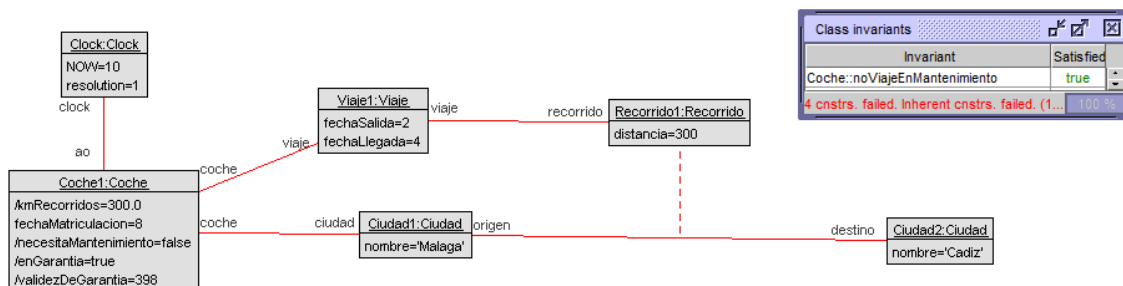 Clock:Clock
NOW=10
resolution=1
clock
ao
Coche1:Coche
/kmRecorridos=300.0
fechaMatriculacion=8
/necesitaMantenimiento=false
/enGarantia=true
/validezDeGarantia=398
coche
viaje
Viaje1:Viaje
fechaSalida=2
fechaLlegada=4
viaje
recorrido
Recorrido1:Recorrido
distancia=300
coche
ciudad
Ciudad1:Ciudad
nombre='Malaga'
origen
destino
Ciudad2:Ciudad
nombre='Cadiz'
Class invariants
Invariant Satisfied
Coche::noViajeEnMantenimiento true
4 cnstrs. failed. Inherent cnstrs. failed. (1... 100 %